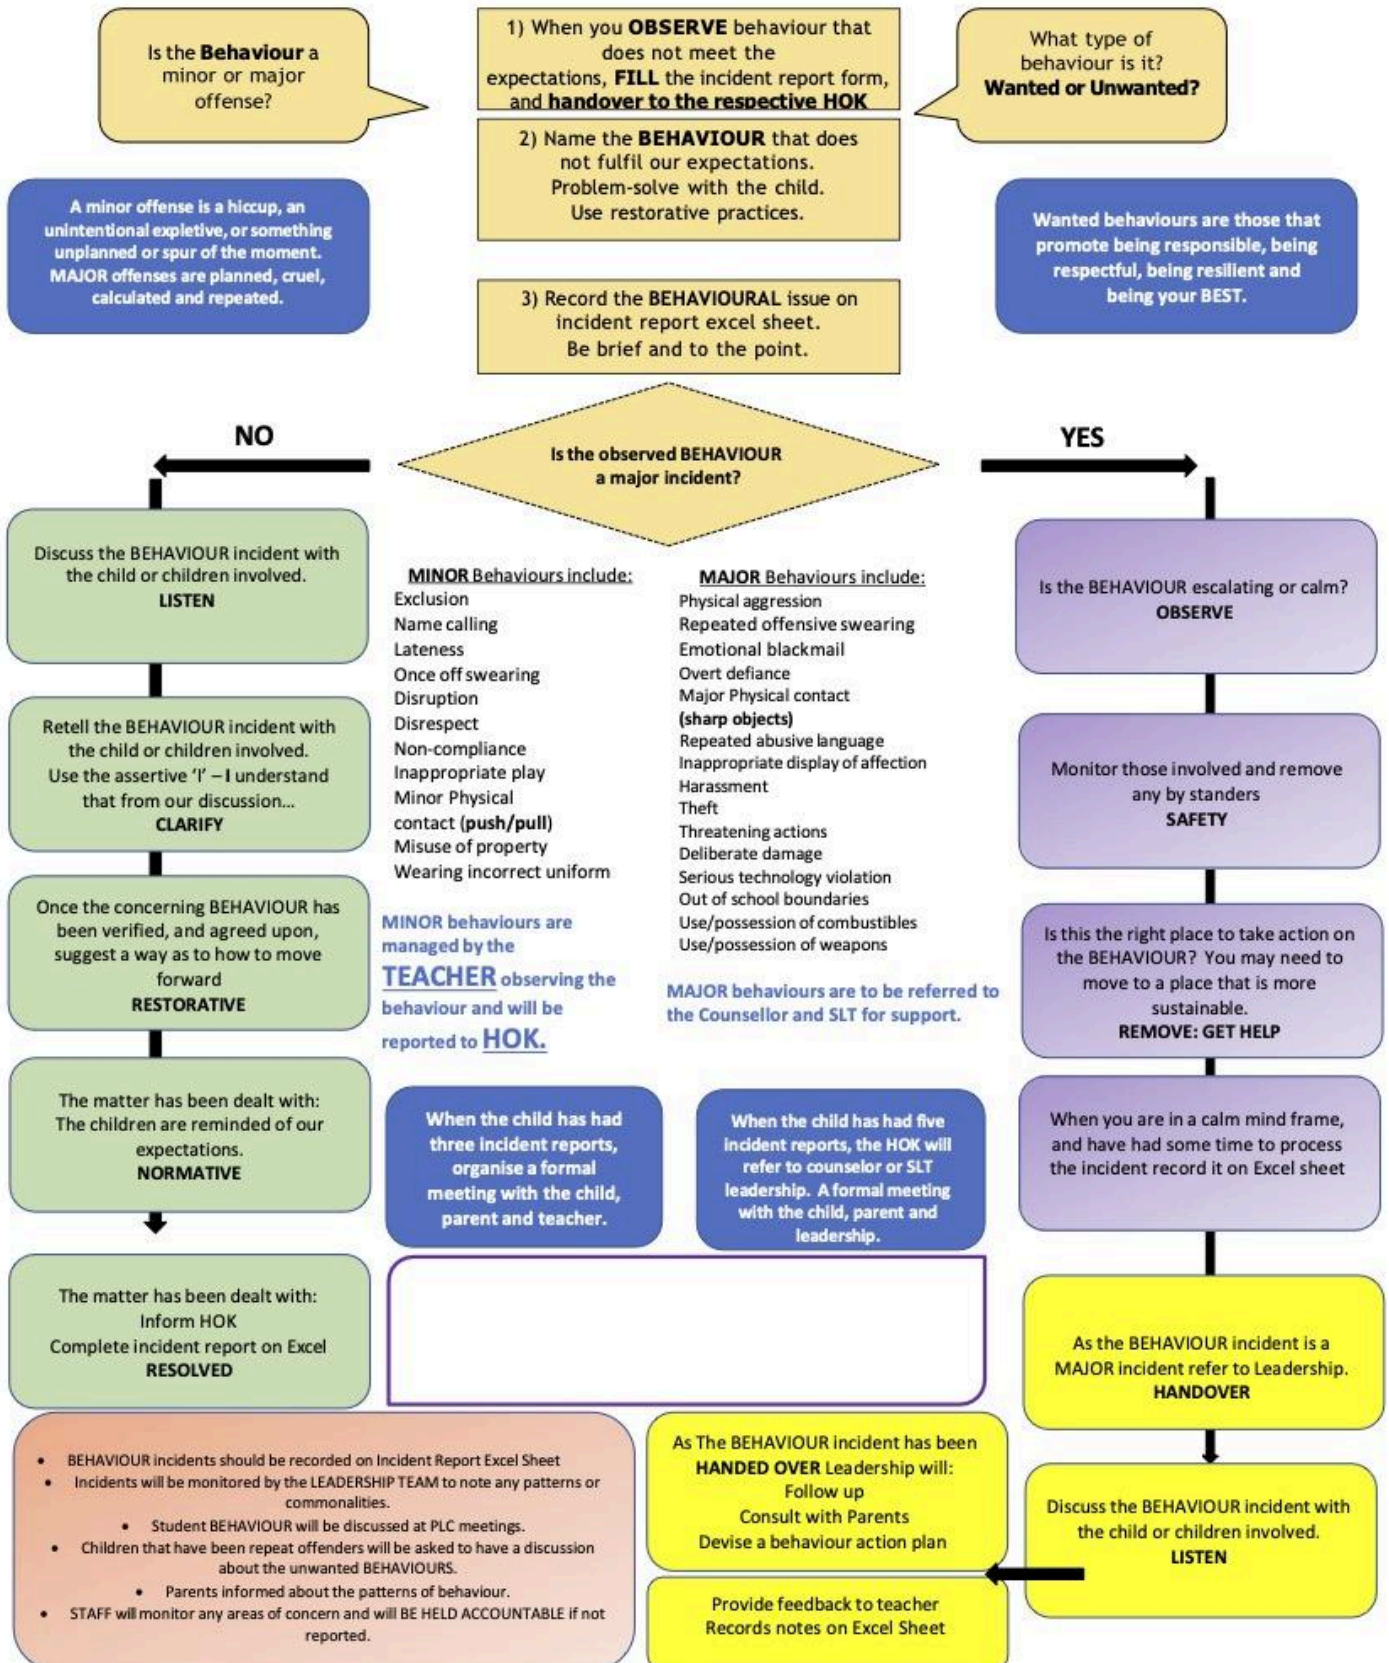 Is the Behaviour a
minor or major
offense?
1) When you OBSERVE behaviour that
does not meet the
expectations, FILL the incident report form,
and handover to the respective HOK
What type of
behaviour is it?
Wanted or Unwanted?
2) Name the BEHAVIOUR that does
not fulfil our expectations.
Problem-solve with the child.
Use restorative practices.
A minor offense is a hiccup, an
unintentional expletive, or something
unplanned or spur of the moment.
MAJOR offenses are planned, cruel,
calculated and repeated.
Wanted behaviours are those that
promote being responsible, being
respectful, being resilient and
being your BEST.
3) Record the BEHAVIOURAL issue on
incident report excel sheet.
Be brief and to the point.
NO
Is the observed BEHAVIOUR
a major incident?
YES
Discuss the BEHAVIOUR incident with
the child or children involved.
LISTEN
Retell the BEHAVIOUR incident with
the child or children involved.
Use the assertive ‘I’ – I understand
that from our discussion…
CLARIFY
Once the concerning BEHAVIOUR has
been verified, and agreed upon,
suggest a way as to how to move
forward
RESTORATIVE
The matter has been dealt with:
The children are reminded of our
expectations.
NORMATIVE
The matter has been dealt with:
Inform HOK
Complete incident report on Excel
RESOLVED
MINOR Behaviours include:
Exclusion
Name calling
Lateness
Once off swearing
Disruption
Disrespect
Non-compliance
Inappropriate play
Minor Physical
contact (push/pull)
Misuse of property
Wearing incorrect uniform
MINOR behaviours are
managed by the
TEACHER observing the
behaviour and will be
reported to HOK.
MAJOR Behaviours include:
Physical aggression
Repeated offensive swearing
Emotional blackmail
Overt defiance
Major Physical contact
(sharp objects)
Repeated abusive language
Inappropriate display of affection
Harassment
Theft
Threatening actions
Deliberate damage
Serious technology violation
Out of school boundaries
Use/possession of combustibles
Use/possession of weapons
MAJOR behaviours are to be referred to
the Counsellor and SLT for support.
When the child has had
three incident reports,
organise a formal
meeting with the child,
parent and teacher.
When the child has had five
incident reports, the HOK will
refer to counselor or SLT
leadership. A formal meeting
with the child, parent and
leadership.
Is the BEHAVIOUR escalating or calm?
OBSERVE
Monitor those involved and remove
any by standers
SAFETY
Is this the right place to take action on
the BEHAVIOUR? You may need to
move to a place that is more
sustainable.
REMOVE: GET HELP
When you are in a calm mind frame,
and have had some time to process
the incident record it on Excel sheet
As the BEHAVIOUR incident is a
MAJOR incident refer to Leadership.
HANDOVER
Discuss the BEHAVIOUR incident with
the child or children involved.
LISTEN
As The BEHAVIOUR incident has been
HANDED OVER Leadership will:
Follow up
Consult with Parents
Devise a behaviour action plan
Provide feedback to teacher
Records notes on Excel Sheet
• BEHAVIOUR incidents should be recorded on Incident Report Excel Sheet
• Incidents will be monitored by the LEADERSHIP TEAM to note any patterns or
commonalities.
• Student BEHAVIOUR will be discussed at PLC meetings.
• Children that have been repeat offenders will be asked to have a discussion
about the unwanted BEHAVIOURS.
• Parents informed about the patterns of behaviour.
• STAFF will monitor any areas of concern and will BE HELD ACCOUNTABLE if not
reported.